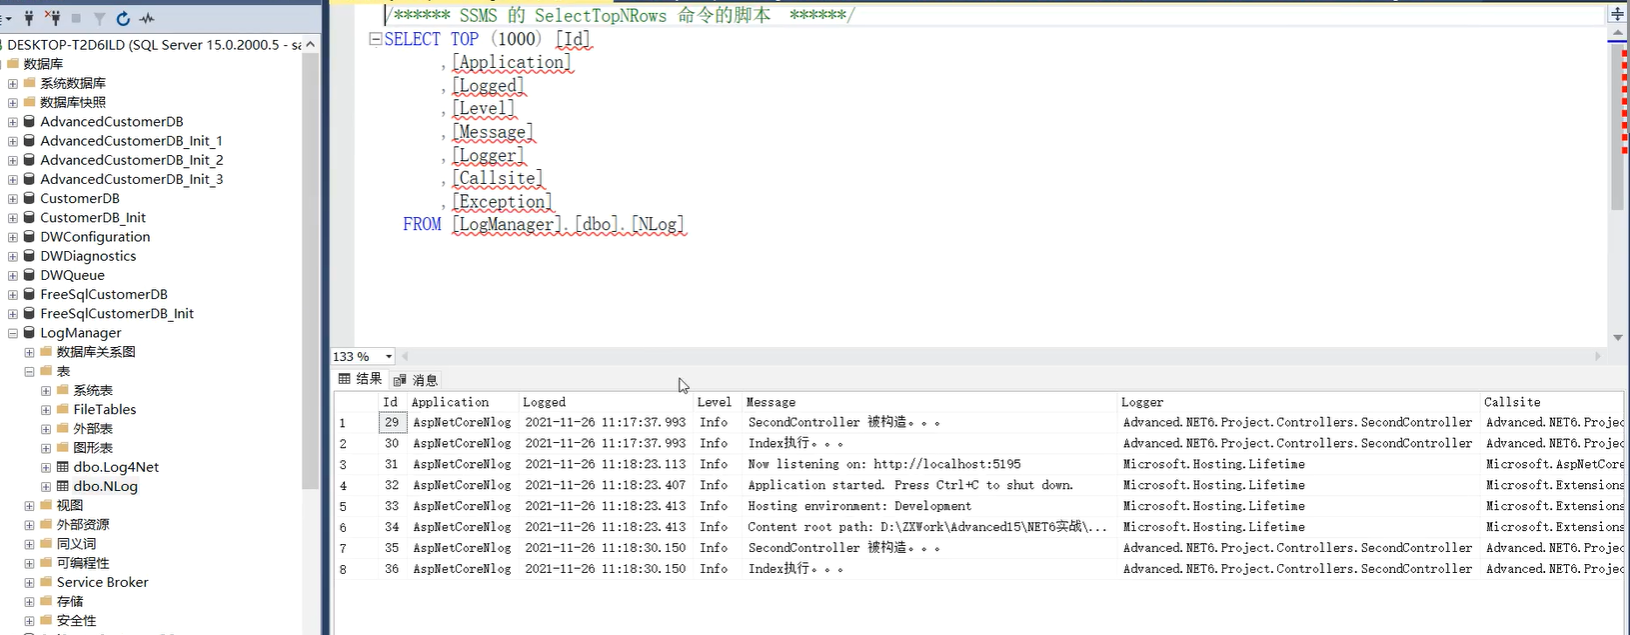 DESKTOP-T2D6ILD (SQL Server 15.0.2000.5 - sa
数据库
系统数据库
数据库快照
AdvancedCustomerDB
AdvancedCustomerDB_Init_1
AdvancedCustomerDB_Init_2
AdvancedCustomerDB_Init_3
CustomerDB
CustomerDB_Init
DWConfiguration
DWDiagnostics
DWQueue
FreeSqlCustomerDB
FreeSqlCustomerDB_Init
LogManager
数据库关系图
表
系统表
FileTables
外部表
图形表
dbo.Log4Net
dbo.NLog
视图
外部资源
同义词
可编程性
Service Broker
存储
安全性
/****** SSMS 的 SelectTopNRows 命令的脚本  ******/
SELECT TOP (1000) [Id]
,[Application]
,[Logged]
,[Level]
,[Message]
,[Logger]
,[Callsite]
,[Exception]
FROM [LogManager].[dbo].[NLog]
133 %
结果 消息
Id Application Logged Level Message Logger Callsite
1 29 AspNetCoreNlog 2021-11-26 11:17:37.993 Info SecondController 被构造。。。 Advanced.NET6.Project.Controllers.SecondController Advanced.NET6.Projec
2 30 AspNetCoreNlog 2021-11-26 11:17:37.993 Info Index执行。。。 Advanced.NET6.Project.Controllers.SecondController Advanced.NET6.Projec
3 31 AspNetCoreNlog 2021-11-26 11:18:23.113 Info Now listening on: http://localhost:5195 Microsoft.Hosting.Lifetime Microsoft.AspNetCore
4 32 AspNetCoreNlog 2021-11-26 11:18:23.407 Info Application started. Press Ctrl+C to shut down. Microsoft.Hosting.Lifetime Microsoft.Extensions
5 33 AspNetCoreNlog 2021-11-26 11:18:23.413 Info Hosting environment: Development Microsoft.Hosting.Lifetime Microsoft.Extensions
6 34 AspNetCoreNlog 2021-11-26 11:18:23.413 Info Content root path: D:\ZXWork\Advanced15\NET6实战\... Microsoft.Hosting.Lifetime Microsoft.Extensions
7 35 AspNetCoreNlog 2021-11-26 11:18:30.150 Info SecondController 被构造。。。 Advanced.NET6.Project.Controllers.SecondController Advanced.NET6.Projec
8 36 AspNetCoreNlog 2021-11-26 11:18:30.150 Info Index执行。。。 Advanced.NET6.Project.Controllers.SecondController Advanced.NET6.Projec